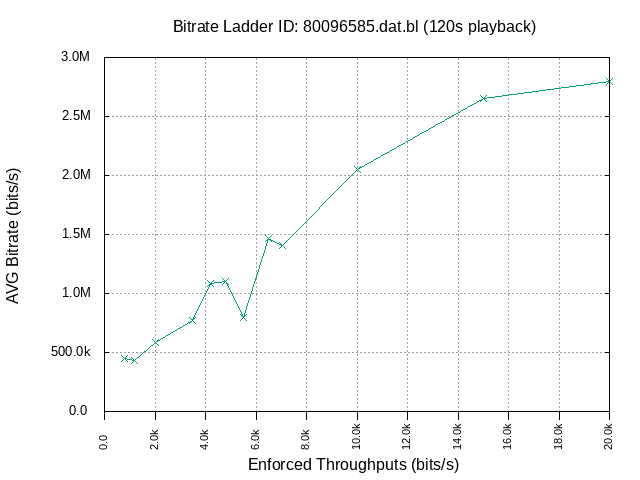 Bitrate Ladder ID: 80096585.dat.bl (120s playback)
3.0M
2.5M
2.0M
1.5M
1.0M
500.0k
0.0
AVG Bitrate (bits/s)
0.0
2.0k
4.0k
6.0k
8.0k
10.0k
12.0k
14.0k
16.0k
18.0k
20.0k
Enforced Throughputs (bits/s)